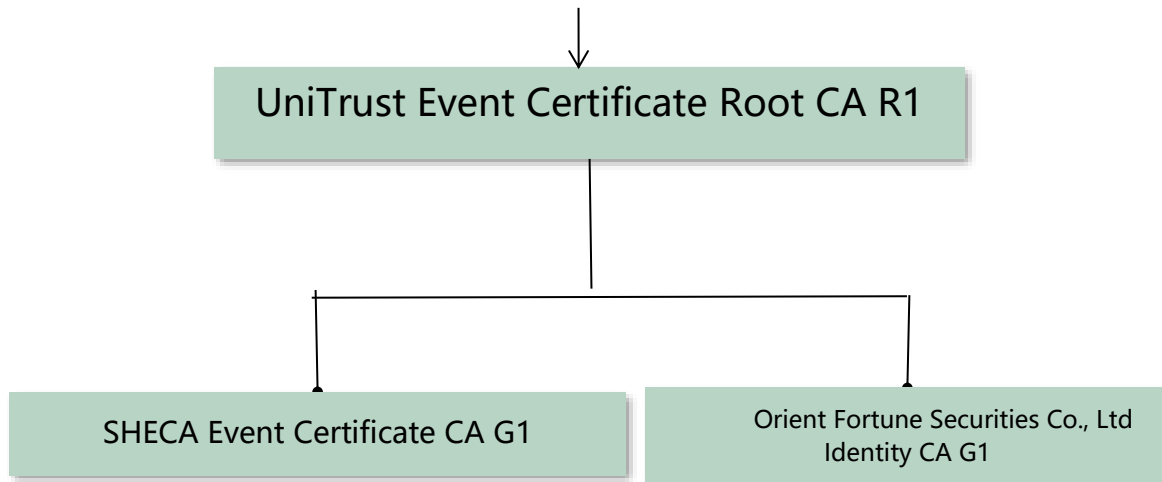 UniTrust Event Certificate Root CA R1
SHECA Event Certificate CA G1
Orient Fortune Securities Co., Ltd
Identity CA G1